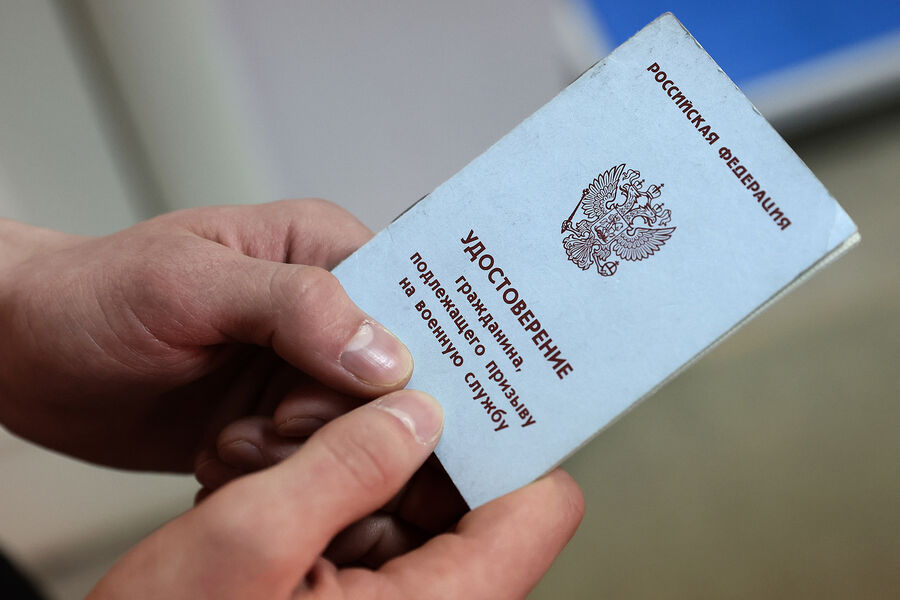 РОССИЙСКАЯ ФЕДЕРАЦИЯ
УДОСТОВЕРЕНИЕ
гражданина,
подлежащего призыву
на военную службу